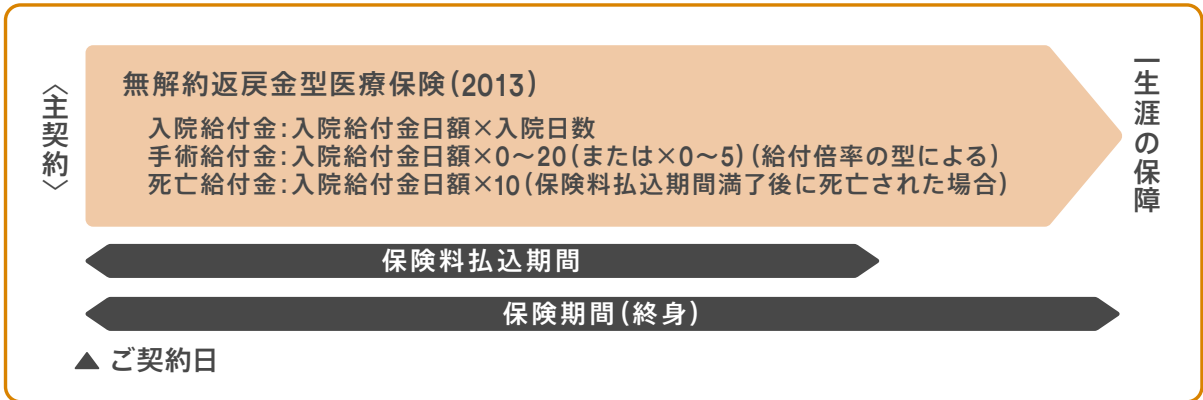 〈主契約〉
無解約返戻金型医療保険(2013)
入院給付金:入院給付金日額×入院日数
手術給付金:入院給付金日額×0～20(または×0～5)(給付倍率の型による)
死亡給付金:入院給付金日額×10(保険料払込期間満了後に死亡された場合)
一生涯の保障
保険料払込期間
保険期間(終身)
▲ ご契約日